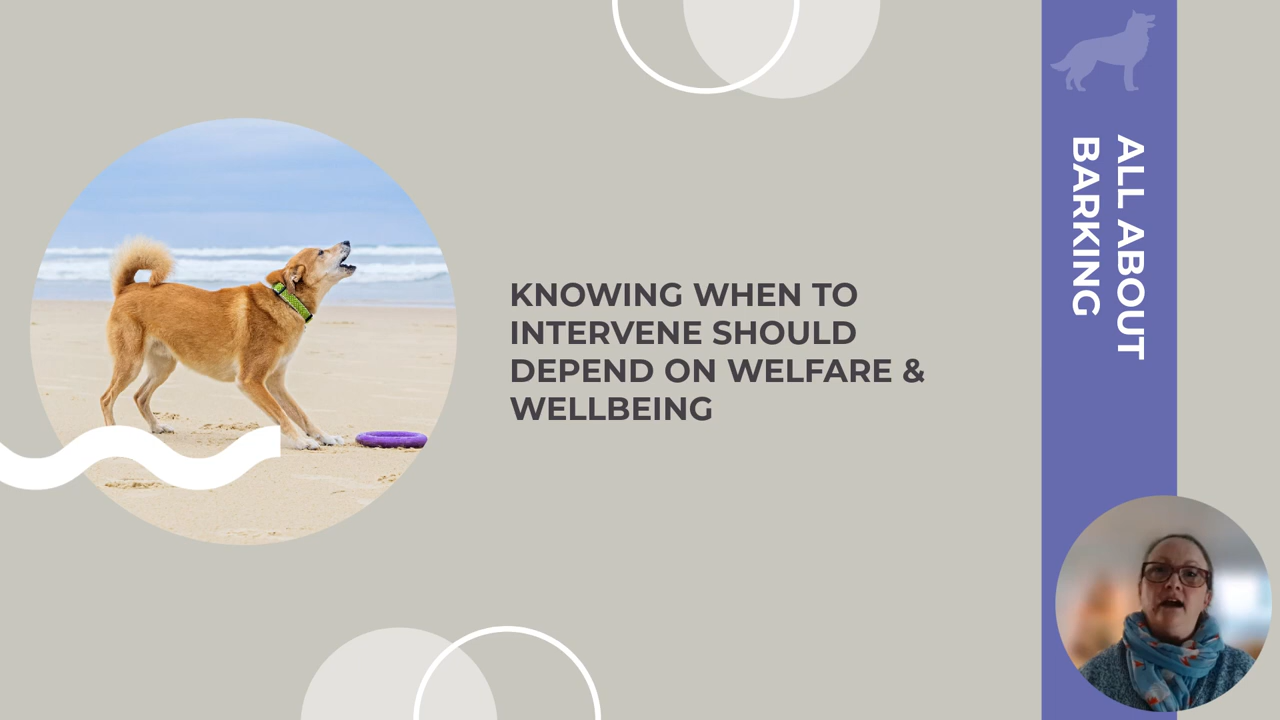 KNOWING WHEN TO
INTERVENE SHOULD
DEPEND ON WELFARE &
WELLBEING
ALL ABOUT
BARKING